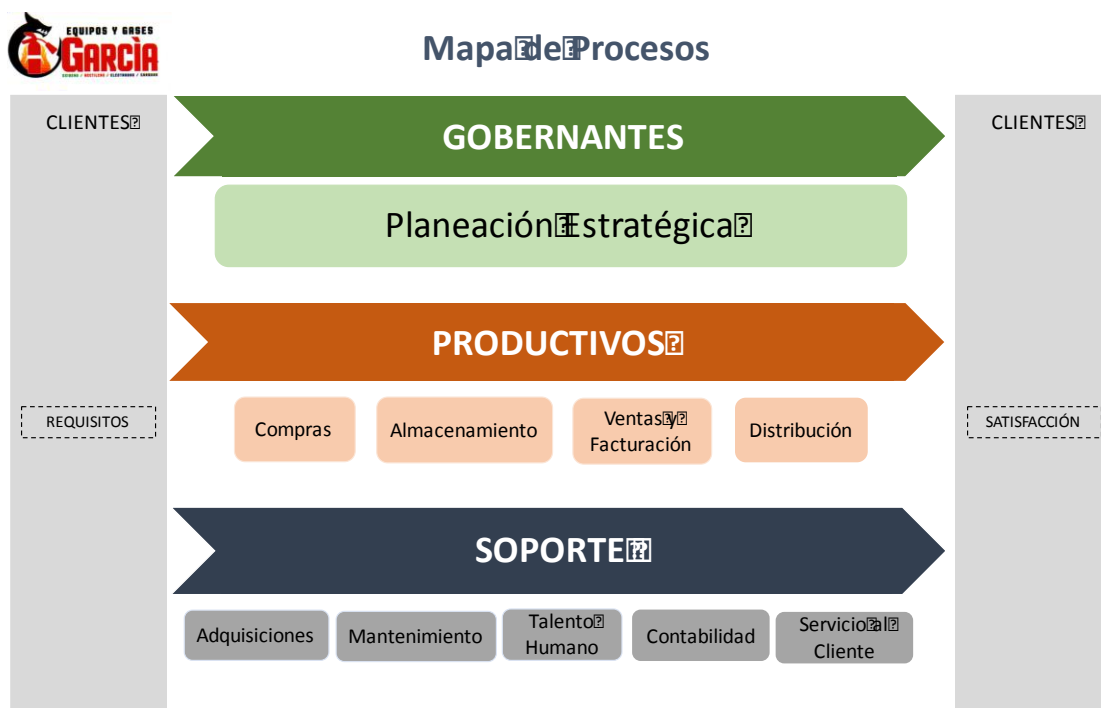 EQUIPOS Y GASES
GARCÌA
Mapa de Procesos
CLIENTES
GOBERNANTES
CLIENTES
Planeación Estratégica
PRODUCTIVOS
REQUISITOS
Compras
Almacenamiento
Ventas y
Facturación
Distribución
SATISFACCIÓN
SOPORTE
Adquisiciones
Mantenimiento
Talento
Humano
Contabilidad
Servicio al
Cliente